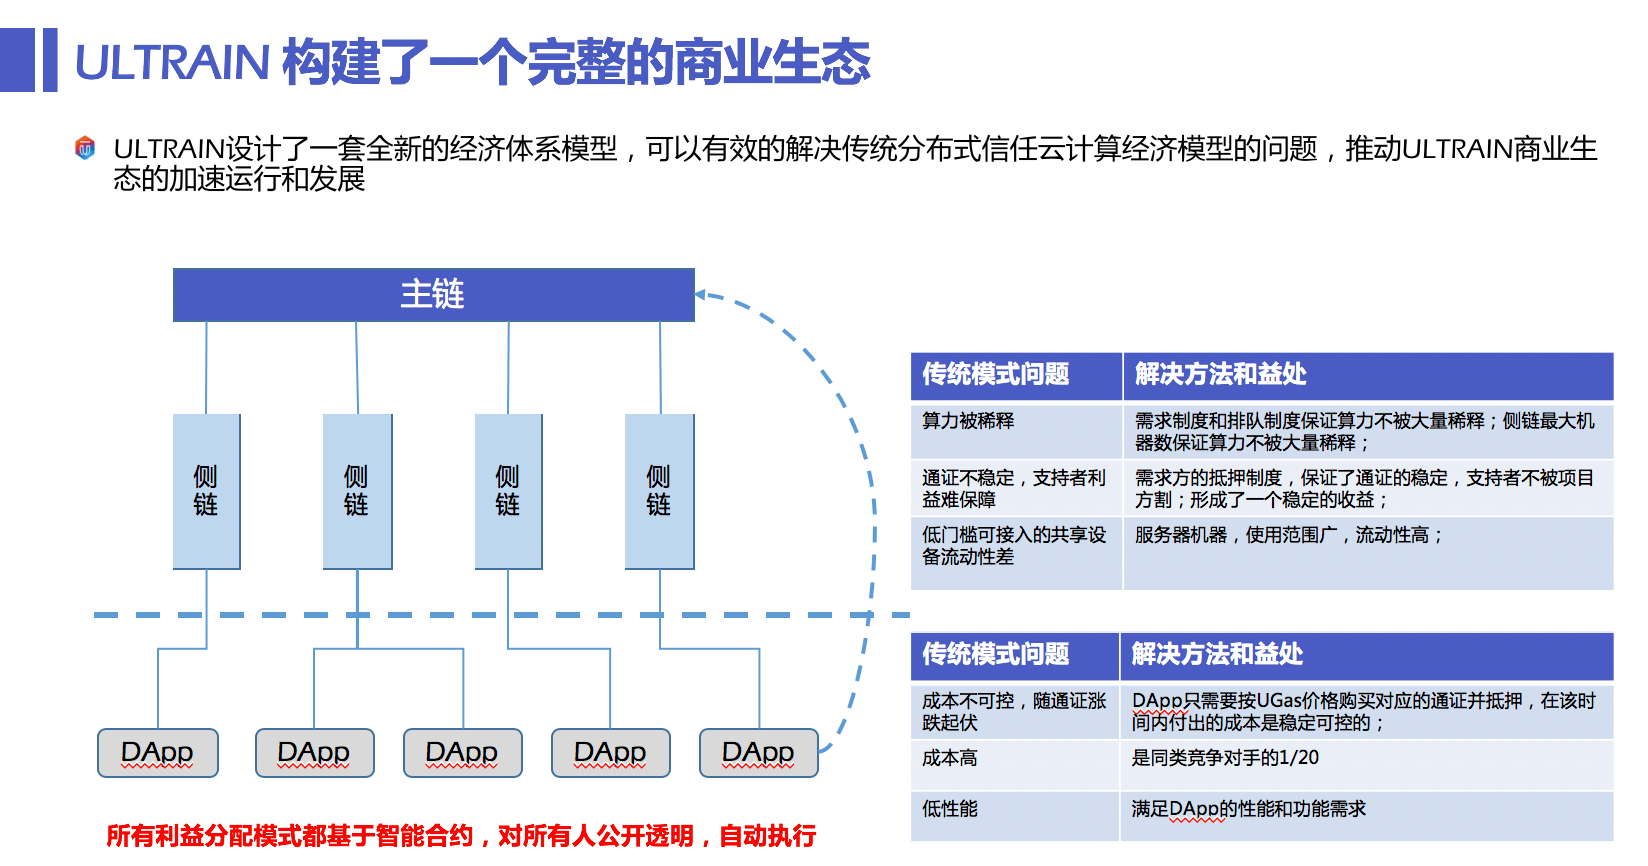 ULTRAIN 构建了一个完整的商业生态
ULTRAIN设计了一套全新的经济体系模型，可以有效的解决传统分布式信任云计算经济模型的问题，推动ULTRAIN商业生
态的加速运行和发展
主链
侧
链
侧
链
侧
链
侧
链
DApp
DApp
DApp
DApp
DApp
所有利益分配模式都基于智能合约，对所有人公开透明，自动执行
传统模式问题
解决方法和益处
算力被稀释
需求制度和排队制度保证算力不被大量稀释；侧链最大机
器数保证算力不被大量稀释；
通证不稳定，支持者利
益难保障
需求方的抵押制度，保证了通证的稳定，支持者不被项目
方割；形成了一个稳定的收益；
低门槛可接入的共享设
备流动性差
服务器机器，使用范围广，流动性高；
传统模式问题
解决方法和益处
成本不可控，随通证涨
跌起伏
DApp只需要按UGas价格购买对应的通证并抵押，在该时
间内付出的成本是稳定可控的；
成本高
是同类竞争对手的1/20
低性能
满足DApp的性能和功能需求